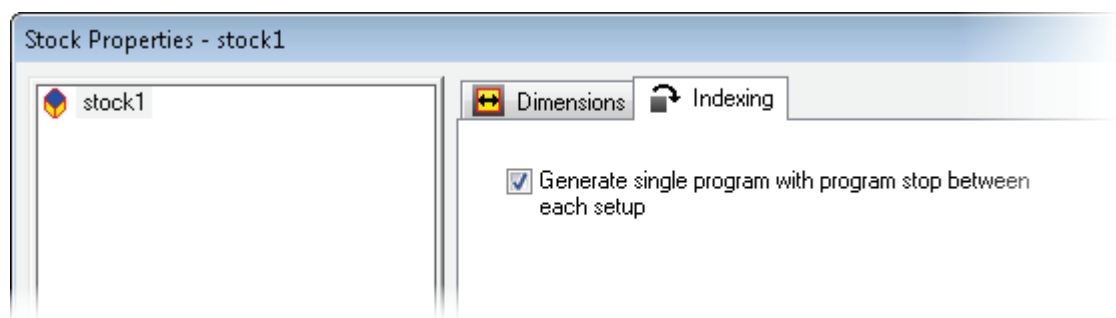 Stock Properties - stock1
stock1
Dimensions
Indexing
Generate single program with program stop between
each setup